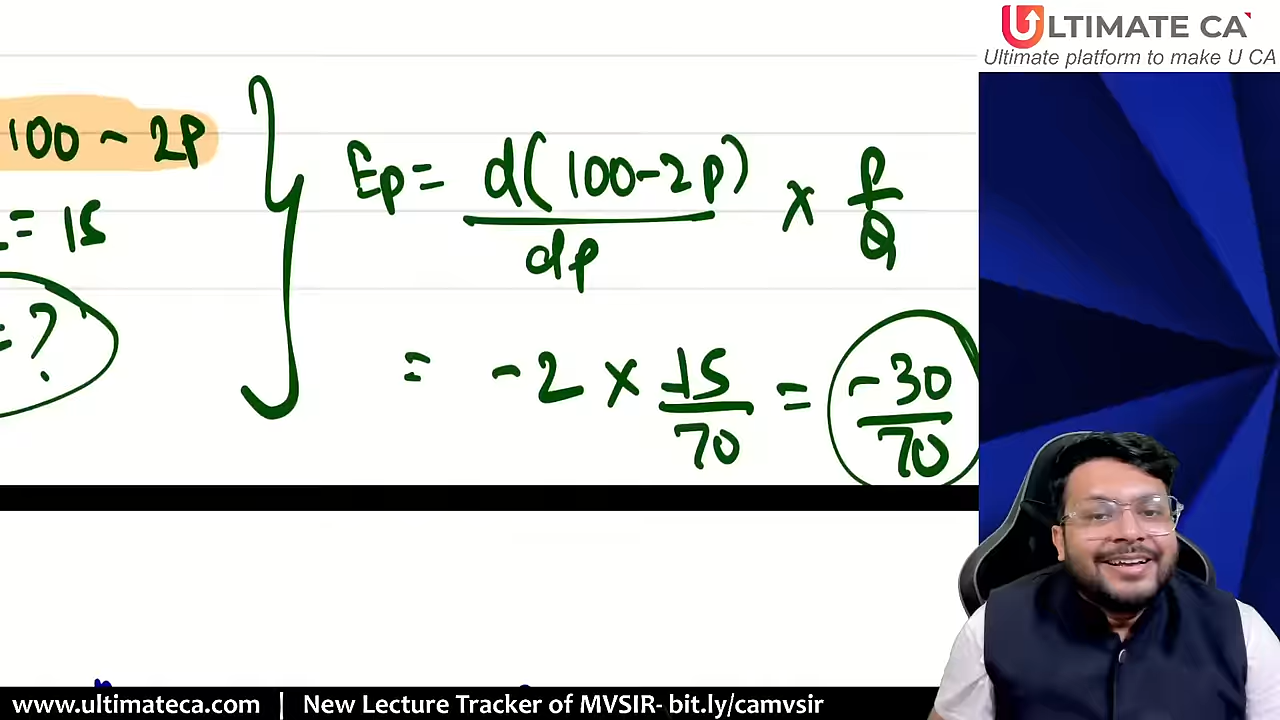 ULTIMATE CA
Ultimate platform to make U CA
100 - 2P
= 15
= ?
Ep = d(100-2p) / dp × P/Q
= -2 × 15/70 = -30/70
www.ultimateca.com | New Lecture Tracker of MVSIR- bit.ly/camvsir